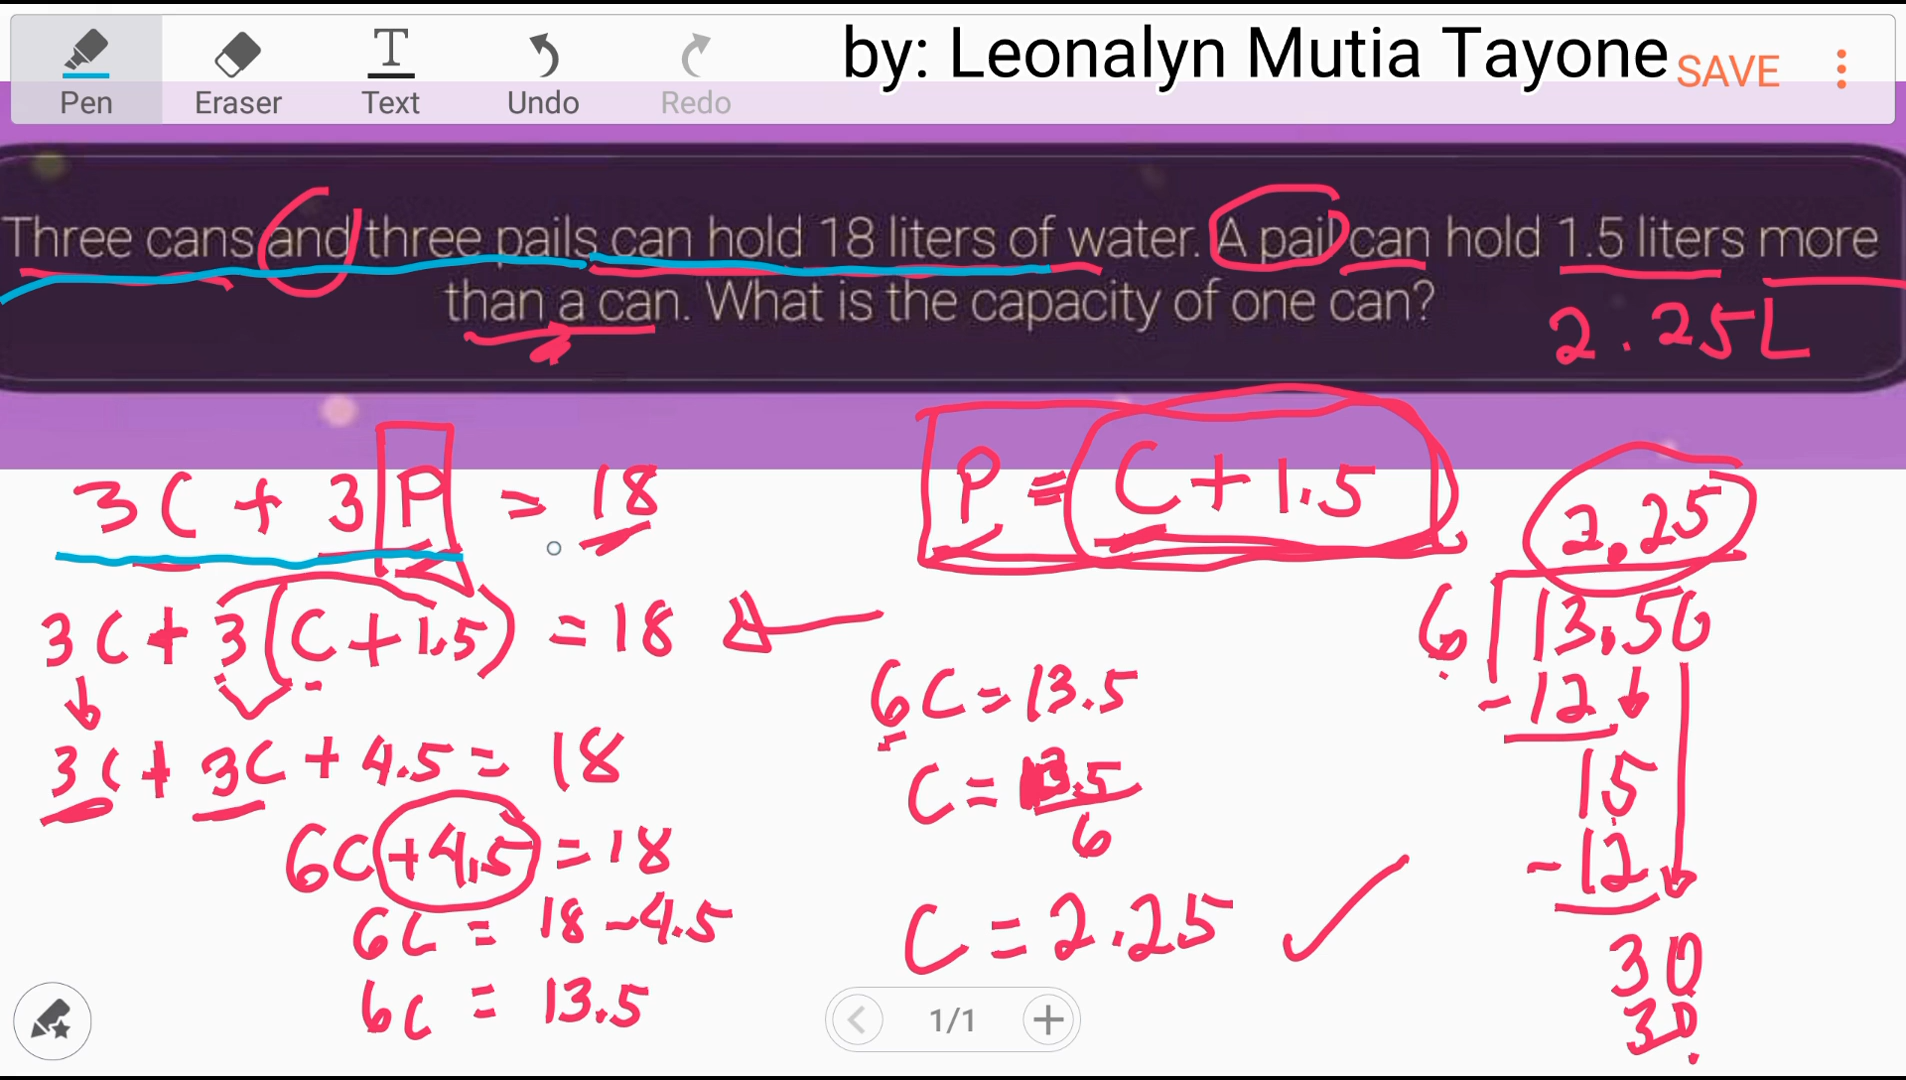 by: Leonalyn Mutia Tayone
SAVE
Pen
Eraser
T
Text
Undo
Redo
Three cans and three pails can hold 18 liters of water. A pail can hold 1.5 liters more
than a can. What is the capacity of one can?
2.25L
3C + 3P = 18
P = C + 1.5
2.25
3C + 3(C + 1.5) = 18
6 13.50
-12
15
-12
30
30
3C + 3C + 4.5 = 18
6C + 4.5 = 18
6C = 18 - 4.5
6C = 13.5
6C = 13.5
C = 13.5
6
C = 2.25
1/1